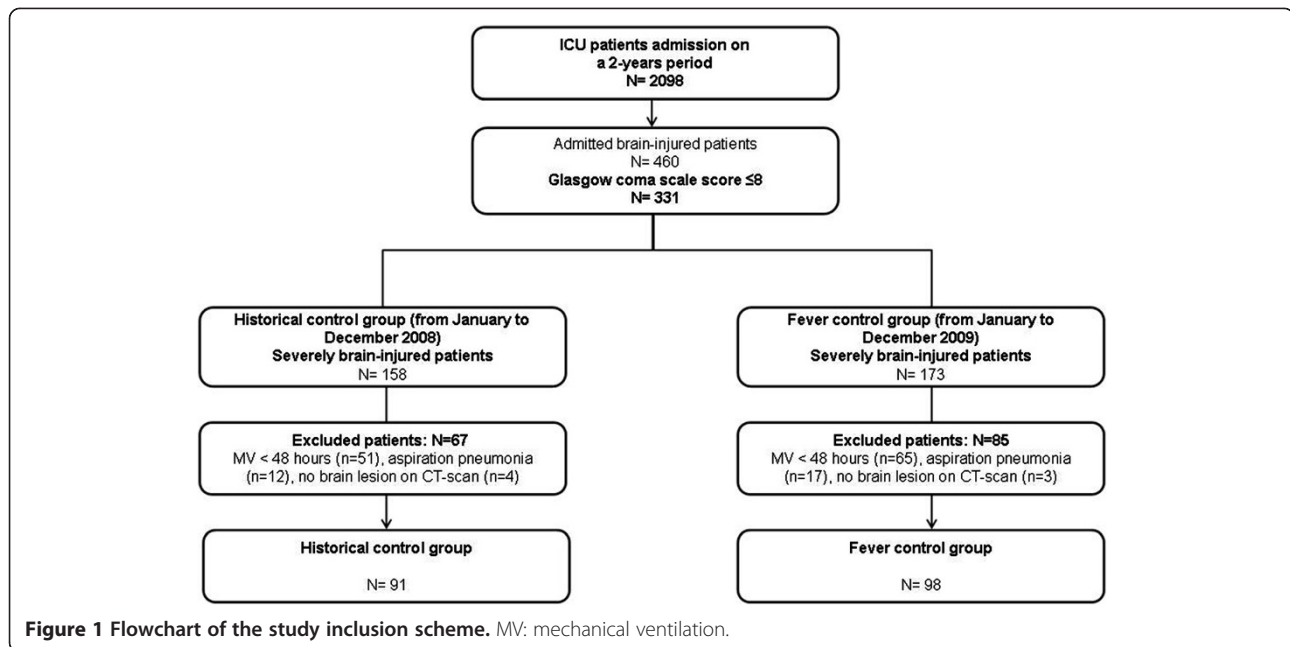 ICU patients admission on
a 2-years period
N= 2098
Admitted brain-injured patients
N= 460
Glasgow coma scale score ≤8
N= 331
Historical control group (from January to
December 2008)
Severely brain-injured patients
N= 158
Fever control group (from January to
December 2009)
Severely brain-injured patients
N= 173
Excluded patients: N=67
MV < 48 hours (n=51), aspiration pneumonia
(n=12), no brain lesion on CT-scan (n=4)
Excluded patients: N=85
MV < 48 hours (n=65), aspiration pneumonia
(n=17), no brain lesion on CT-scan (n=3)
Historical control group
N= 91
Fever control group
N= 98
Figure 1 Flowchart of the study inclusion scheme. MV: mechanical ventilation.